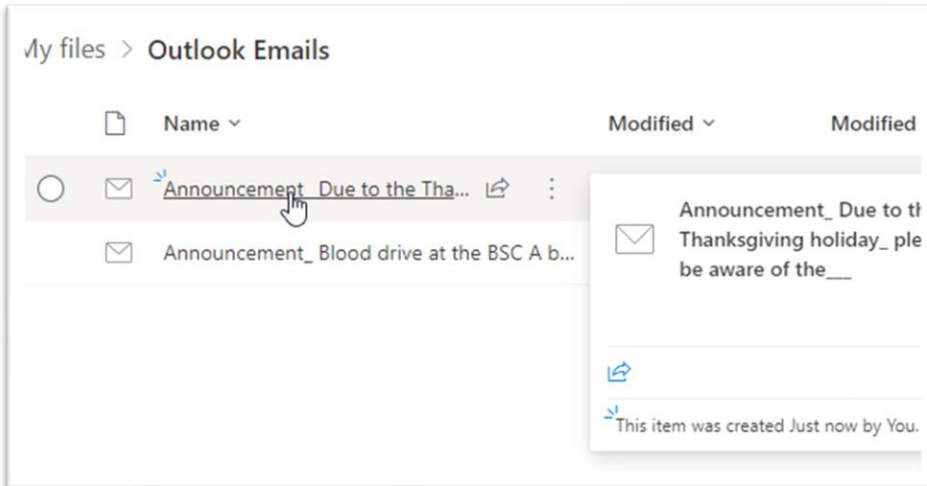 My files > Outlook Emails
Name Modified Modified
Announcement_ Due to the Tha...
Announcement_ Blood drive at the BSC A b...
Announcement_ Due to th
Thanksgiving holiday_ ple
be aware of the___
This item was created Just now by You.